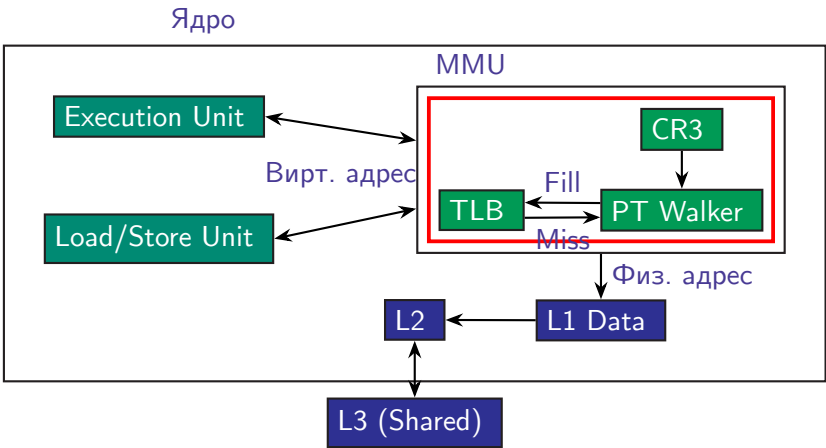 Ядро
MMU
Execution Unit
CR3
Вирт. адрес
Fill
TLB
PT Walker
Load/Store Unit
Miss
Физ. адрес
L2
L1 Data
L3 (Shared)